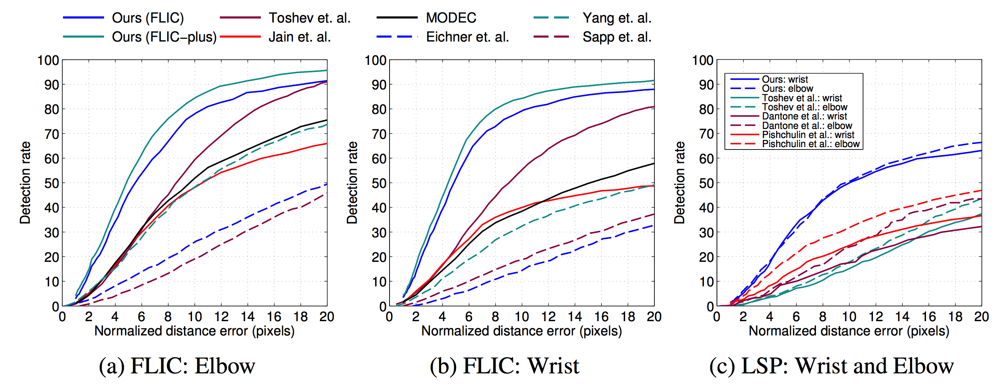 Ours (FLIC) Toshev et. al. MODEC Yang et. al.
Ours (FLIC−plus) Jain et. al. Eichner et. al. Sapp et. al.
100
90
80
70
60
50
40
30
20
10
0
Detection rate
0 2 4 6 8 10 12 14 16 18 20
Normalized distance error (pixels)
(a) FLIC: Elbow
100
90
80
70
60
50
40
30
20
10
0
Detection rate
0 2 4 6 8 10 12 14 16 18 20
Normalized distance error (pixels)
(b) FLIC: Wrist
100
90
80
70
60
50
40
30
20
10
0
Detection rate
Ours: wrist
Ours: elbow
Toshev et al.: wrist
Toshev et al.: elbow
Dantone et al.: wrist
Dantone et al.: elbow
Pishchulin et al.: wrist
Pishchulin et al.: elbow
0 2 4 6 8 10 12 14 16 18 20
Normalized distance error (pixels)
(c) LSP: Wrist and Elbow